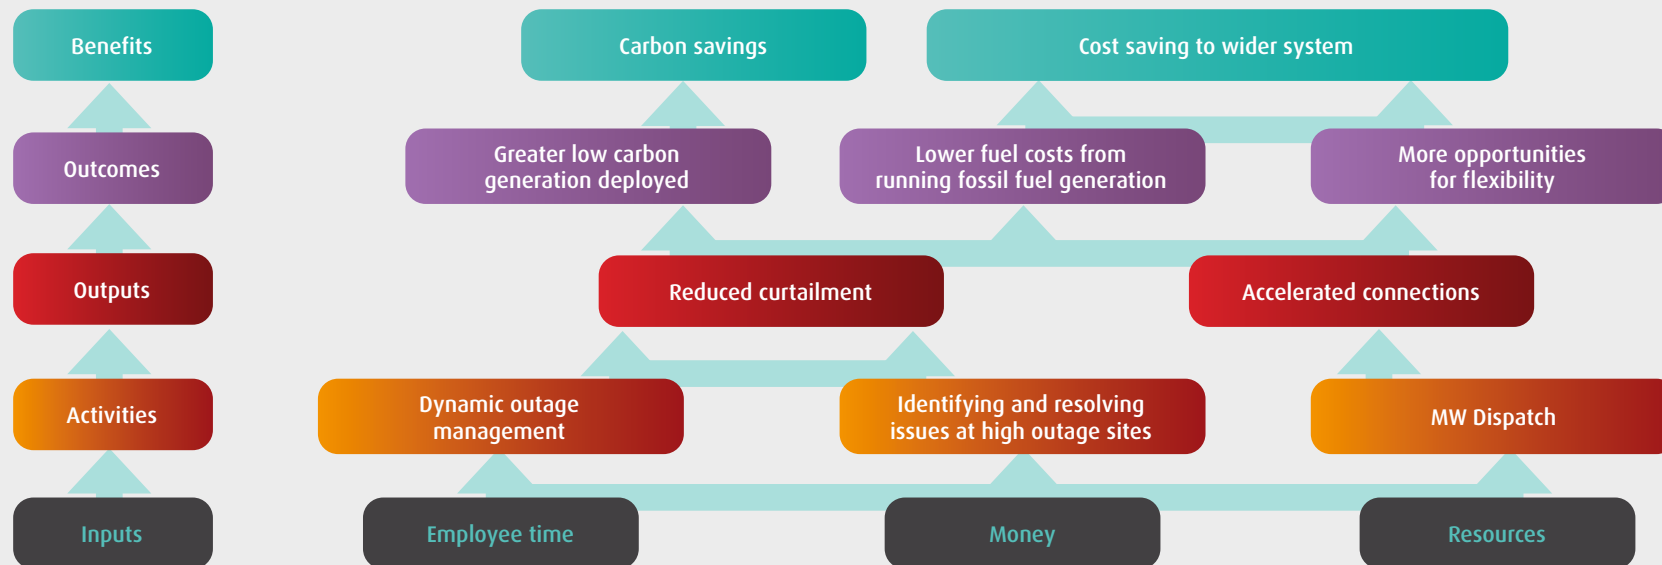 Benefits
Carbon savings
Cost saving to wider system
Outcomes
Greater low carbon
generation deployed
Lower fuel costs from
running fossil fuel generation
More opportunities
for flexibility
Outputs
Reduced curtailment
Accelerated connections
Activities
Dynamic outage
management
Identifying and resolving
issues at high outage sites
MW Dispatch
Inputs
Employee time
Money
Resources